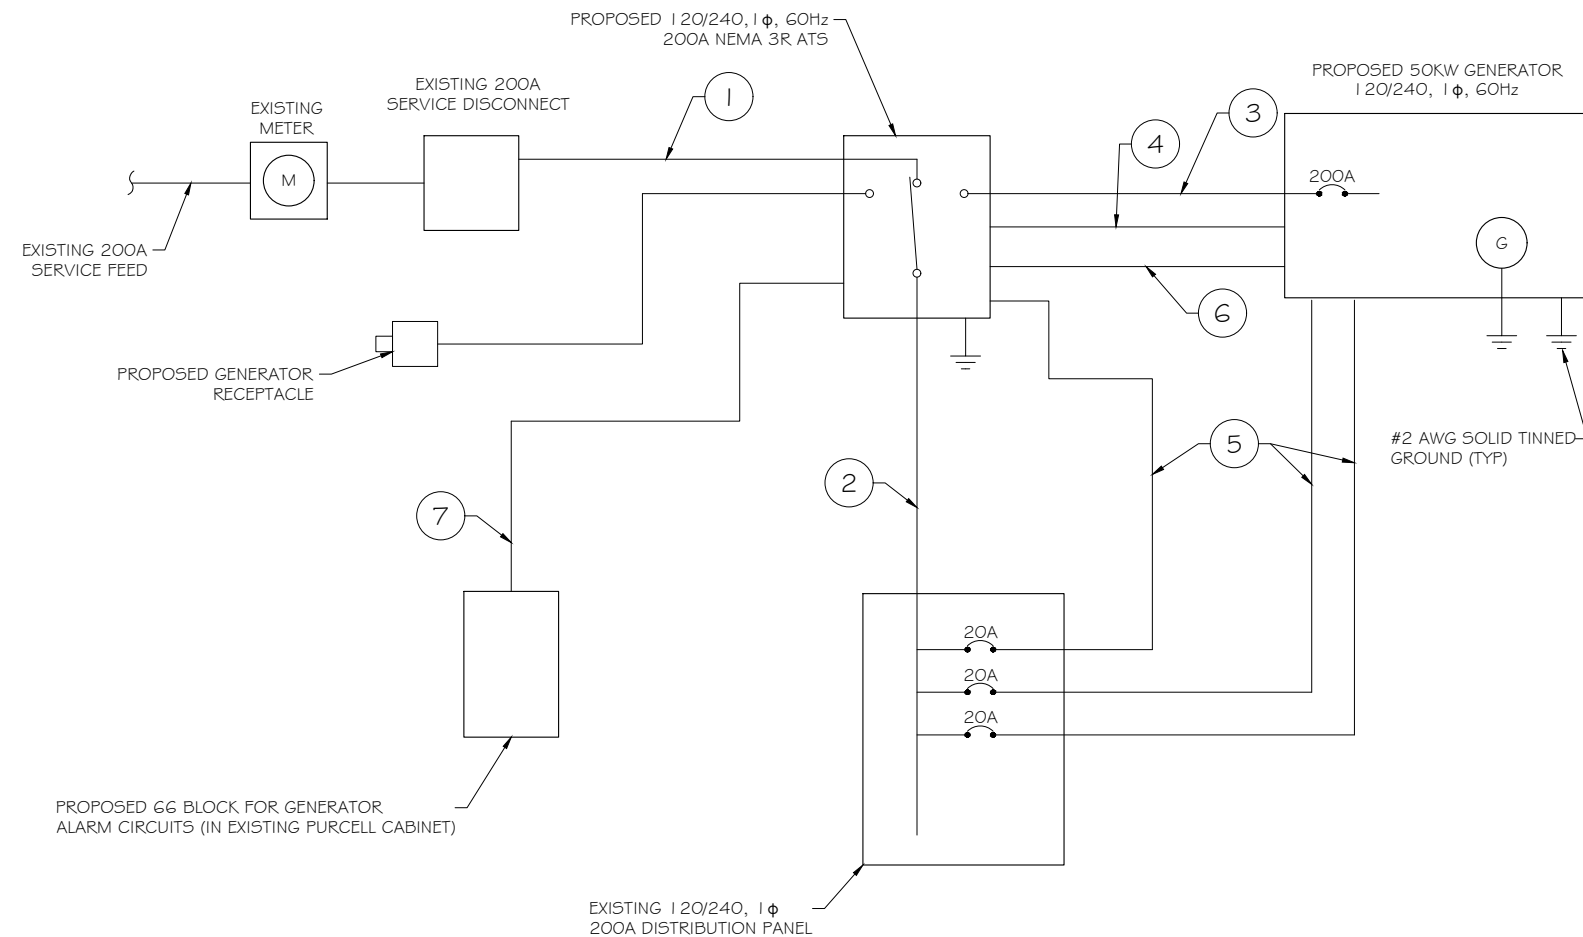 PROPOSED 120/240, 1ϕ, 60Hz
200A NEMA 3R ATS
PROPOSED 50KW GENERATOR
120/240, 1ϕ, 60Hz
EXISTING 200A
SERVICE DISCONNECT
EXISTING
METER
1
3
4
M
200A
EXISTING 200A
SERVICE FEED
G
6
PROPOSED GENERATOR
RECEPTACLE
5
#2 AWG SOLID TINNED
GROUND (TYP)
2
7
20A
20A
20A
PROPOSED 66 BLOCK FOR GENERATOR
ALARM CIRCUITS (IN EXISTING PURCELL CABINET)
EXISTING 120/240, 1ϕ
200A DISTRIBUTION PANEL